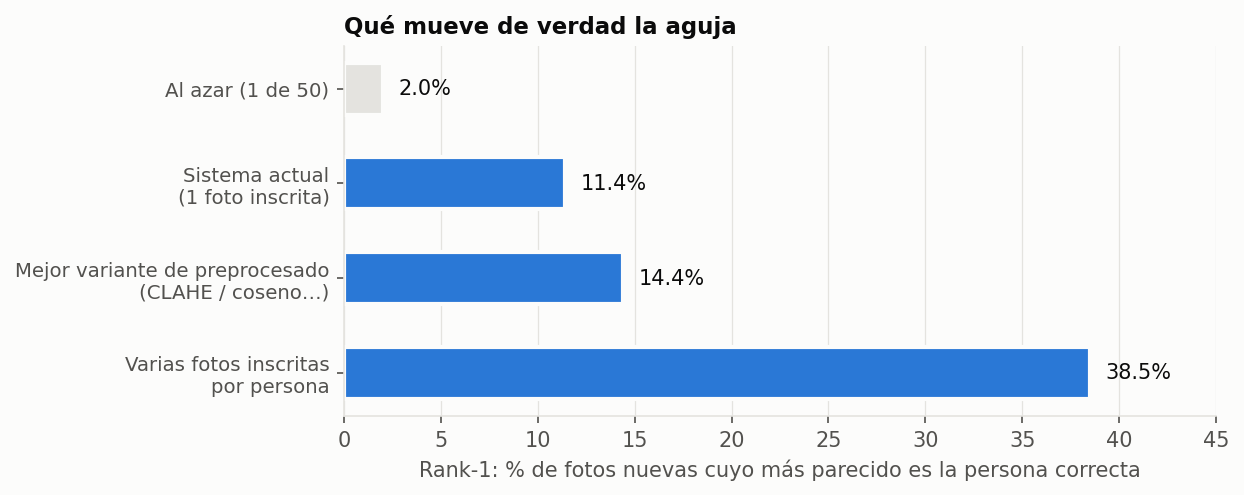 Qué mueve de verdad la aguja
Al azar (1 de 50)
2.0%
Sistema actual
(1 foto inscrita)
11.4%
Mejor variante de preprocesado
(CLAHE / coseno…)
14.4%
Varias fotos inscritas
por persona
38.5%
0 5 10 15 20 25 30 35 40 45
Rank-1: % de fotos nuevas cuyo más parecido es la persona correcta